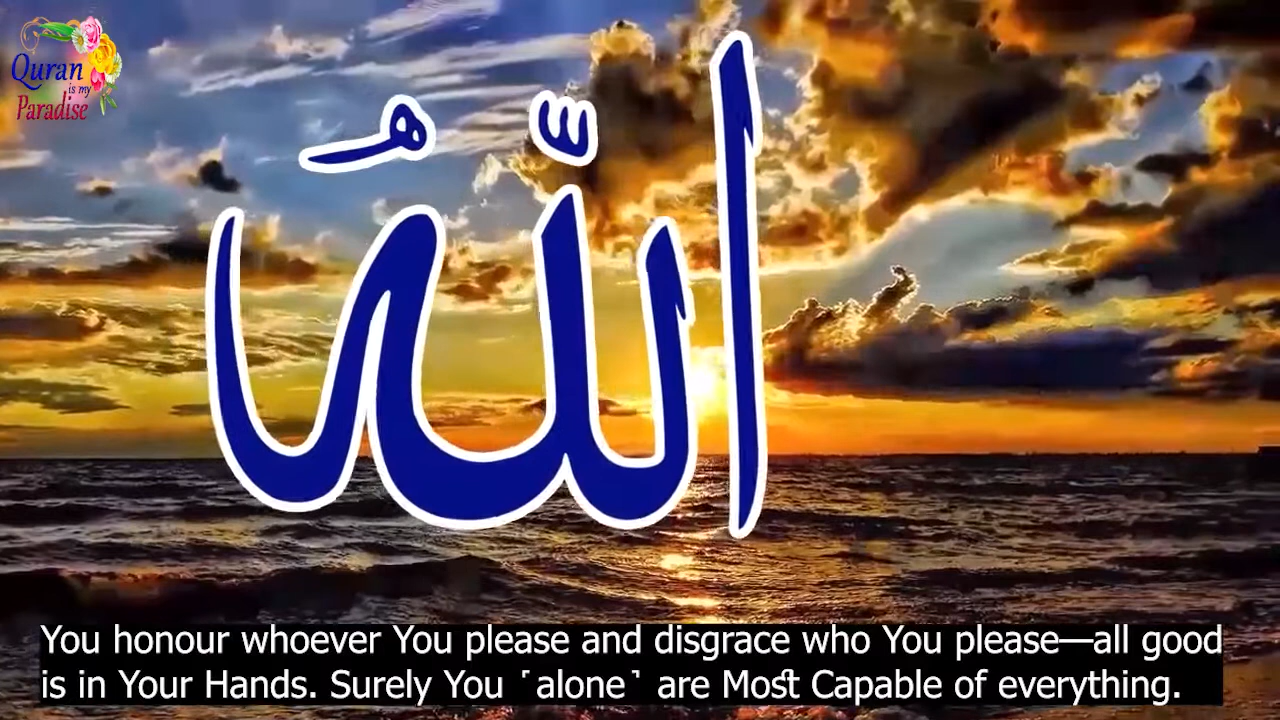 Quran
is my
Paradise
اللّٰهُ
You honour whoever You please and disgrace who You please—all good
is in Your Hands. Surely You ˹alone˺ are Most Capable of everything.